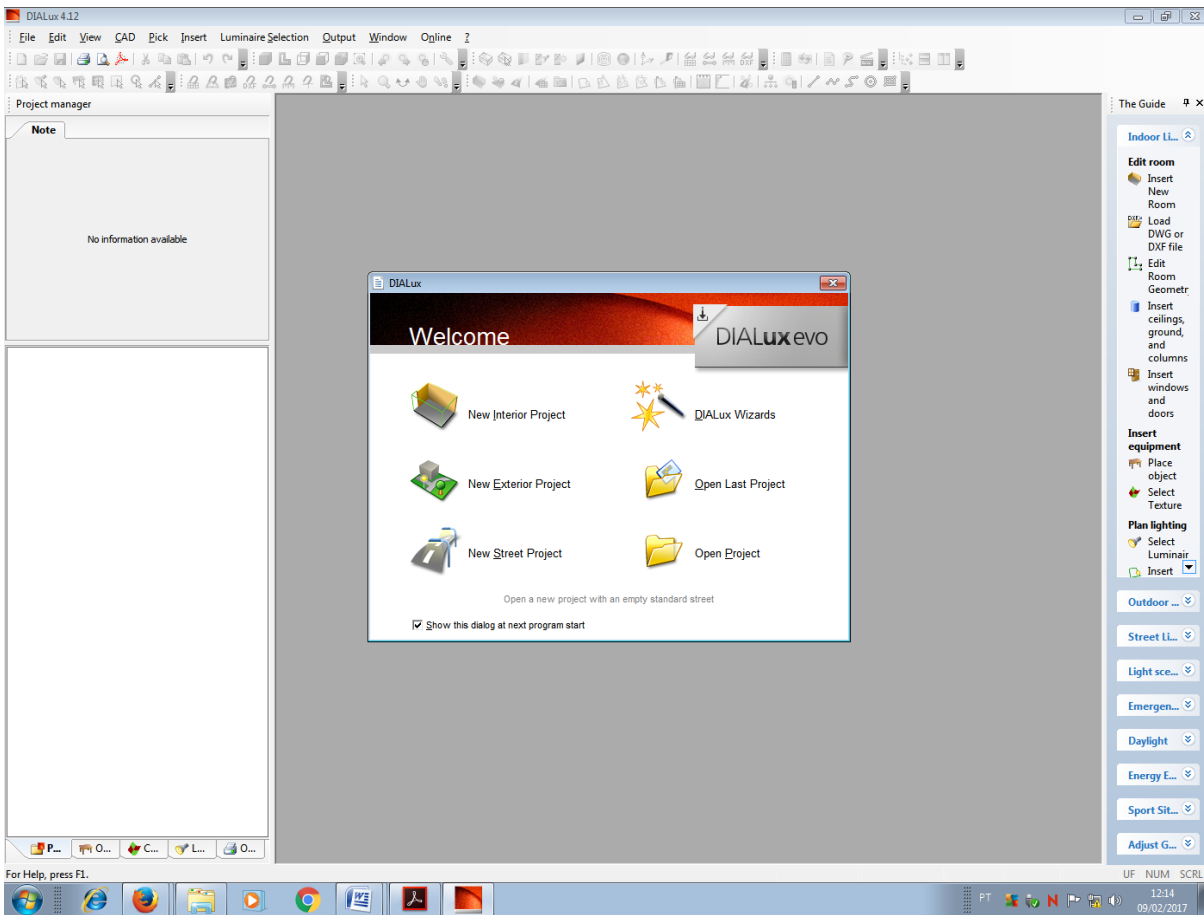 DIALux 4.12
File Edit View CAD Pick Insert Luminaire Selection Output Window Online ?
Project manager
Note
No information available
DIALux
Welcome
DIALux evo
New Interior Project
DIALux Wizards
New Exterior Project
Open Last Project
New Street Project
Open Project
Open a new project with an empty standard street
Show this dialog at next program start
The Guide
Indoor Li...
Edit room
Insert
New
Room
Load
DWG or
DXF file
Edit
Room
Geometr
Insert
ceilings,
ground,
and
columns
Insert
windows
and
doors
Insert
equipment
Place
object
Select
Texture
Plan lighting
Select
Luminair
Insert
Outdoor ...
Street Li...
Light sce...
Emergen...
Daylight
Energy E...
Sport Sit...
Adjust G...
P... O... C... L... O...
For Help, press F1.
UF NUM SCRL
PT
12:14
09/02/2017